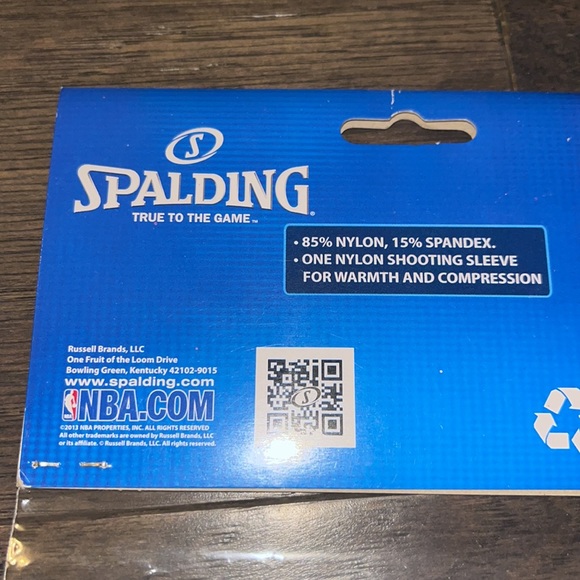 S
SPALDING®
TRUE TO THE GAME™
• 85% NYLON, 15% SPANDEX.
• ONE NYLON SHOOTING SLEEVE
FOR WARMTH AND COMPRESSION
Russell Brands, LLC
One Fruit of the Loom Drive
Bowling Green, Kentucky 42102-9015
www.spalding.com
NBA.COM
©2013 NBA PROPERTIES, INC. ALL RIGHTS RESERVED
All other trademarks are owned by Russell Brands, LLC
or its affiliate. © Russell Brands, LLC. All rights reserved.
S